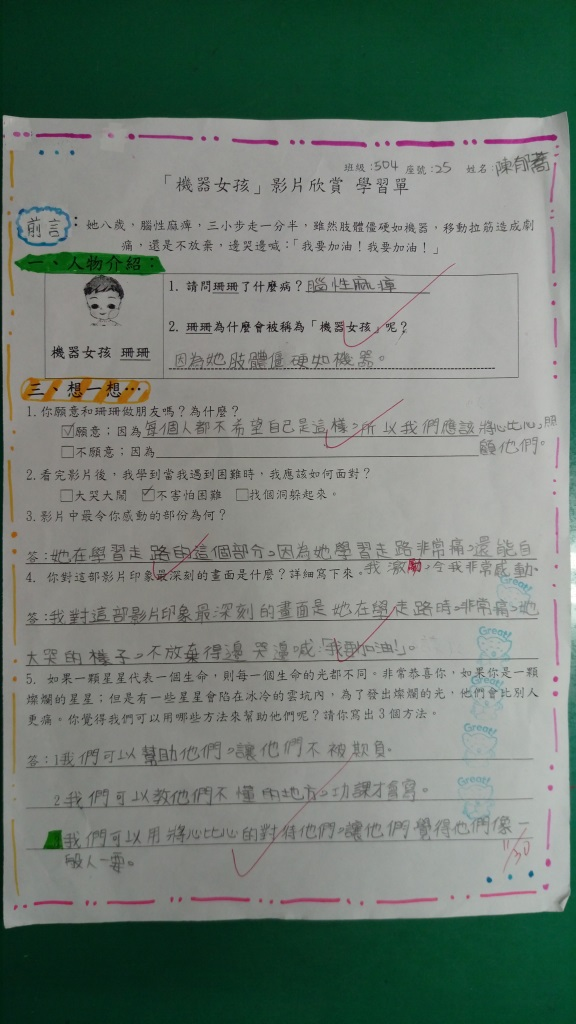 班級:504 座號:25 姓名:陳郁蕎
「機器女孩」影片欣賞 學習單
前言：她八歲，腦性麻痺，三小步走一分半，雖然肢體僵硬如機器，移動拉筋造成劇
痛，還是不放棄，邊哭邊喊：「我要加油！我要加油！」
一、人物介紹：
機器女孩 珊珊
1. 請問珊珊了什麼病？腦性麻痺
2. 珊珊為什麼會被稱為「機器女孩」呢？
因為她肢體僵硬如機器。
三、想一想…
1.你願意和珊珊做朋友嗎？為什麼？
☑願意；因為每個人都不希望自己是這樣，所以我們應該將心比心，照
顧他們。
□不願意；因為
2.看完影片後，我學到當我遇到困難時，我應該如何面對？
□大哭大鬧 ☑不害怕困難 □找個洞躲起來。
3.影片中最令你感動的部份為何？
答：她在學習走路的這個部分，因為她學習走路非常痛，還能自
我激勵，令我非常感動。
4. 你對這部影片印象最深刻的畫面是什麼？詳細寫下來。
答：我對這部影片印象最深刻的畫面是她在學走路時，非常痛，她
大哭的樣子，不放棄得邊哭邊喊「我要加油!」。
5. 如果一顆星星代表一個生命，則每一個生命的光都不同。非常恭喜你，如果你是一顆
燦爛的星星；但是有一些星星會陷在冰冷的雲坑內，為了發出燦爛的光，他們會比別人
更痛。你覺得我們可以用哪些方法來幫助他們呢？請你寫出3個方法。
答：1我們可以幫助他們，讓他們不被欺負。
2我們可以教他們不懂的地方，功課才會寫。
我們可以用將心比心的對待他們，讓他們覺得他們像一
般人一樣。
Great!
Great!
Great!
Great!
Great!
11/30